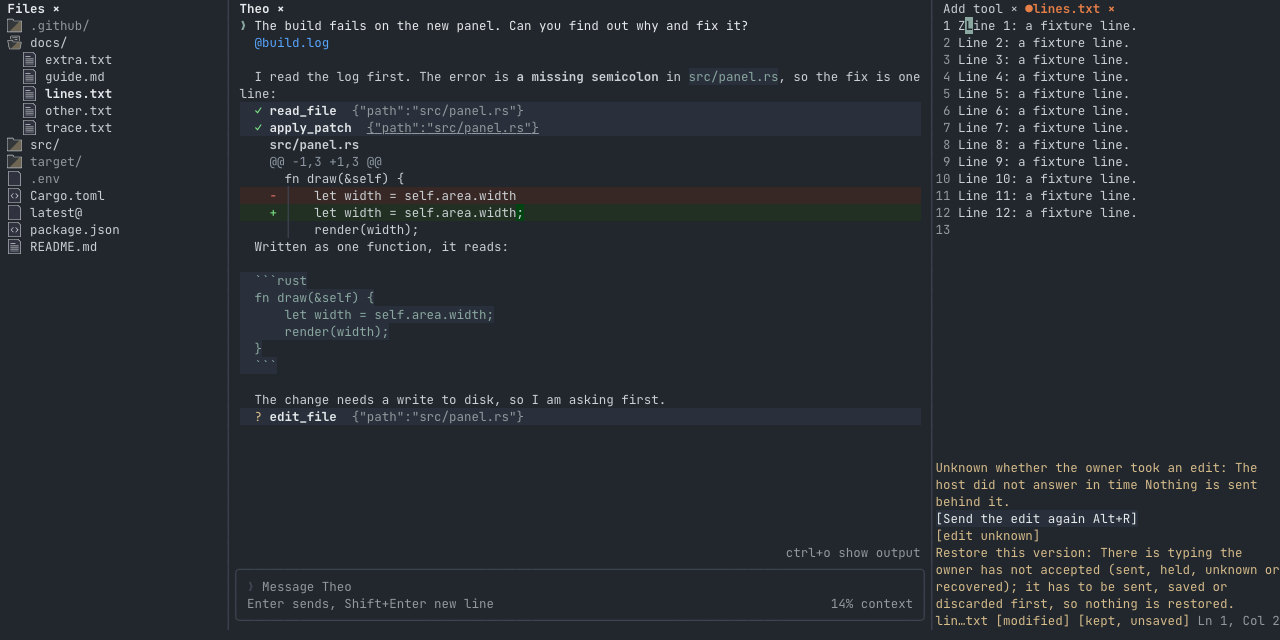 Files ×
.github/
docs/
extra.txt
guide.md
lines.txt
other.txt
trace.txt
src/
target/
.env
Cargo.toml
latest@
package.json
README.md
Theo ×
❯ The build fails on the new panel. Can you find out why and fix it?
@build.log
I read the log first. The error is a missing semicolon in src/panel.rs, so the fix is one
line:
✓ read_file {"path":"src/panel.rs"}
✓ apply_patch {"path":"src/panel.rs"}
src/panel.rs
@@ -1,3 +1,3 @@
fn draw(&self) {
- let width = self.area.width
+ let width = self.area.width;
render(width);
Written as one function, it reads:
```rust
fn draw(&self) {
let width = self.area.width;
render(width);
}
```
The change needs a write to disk, so I am asking first.
? edit_file {"path":"src/panel.rs"}
ctrl+o show output
❯ Message Theo
Enter sends, Shift+Enter new line 14% context
Add tool × ●lines.txt ×
1 ZLine 1: a fixture line.
2 Line 2: a fixture line.
3 Line 3: a fixture line.
4 Line 4: a fixture line.
5 Line 5: a fixture line.
6 Line 6: a fixture line.
7 Line 7: a fixture line.
8 Line 8: a fixture line.
9 Line 9: a fixture line.
10 Line 10: a fixture line.
11 Line 11: a fixture line.
12 Line 12: a fixture line.
13
Unknown whether the owner took an edit: The
host did not answer in time Nothing is sent
behind it.
[Send the edit again Alt+R]
[edit unknown]
Restore this version: There is typing the
owner has not accepted (sent, held, unknown or
recovered); it has to be sent, saved or
discarded first, so nothing is restored.
lin…txt [modified] [kept, unsaved] Ln 1, Col 2